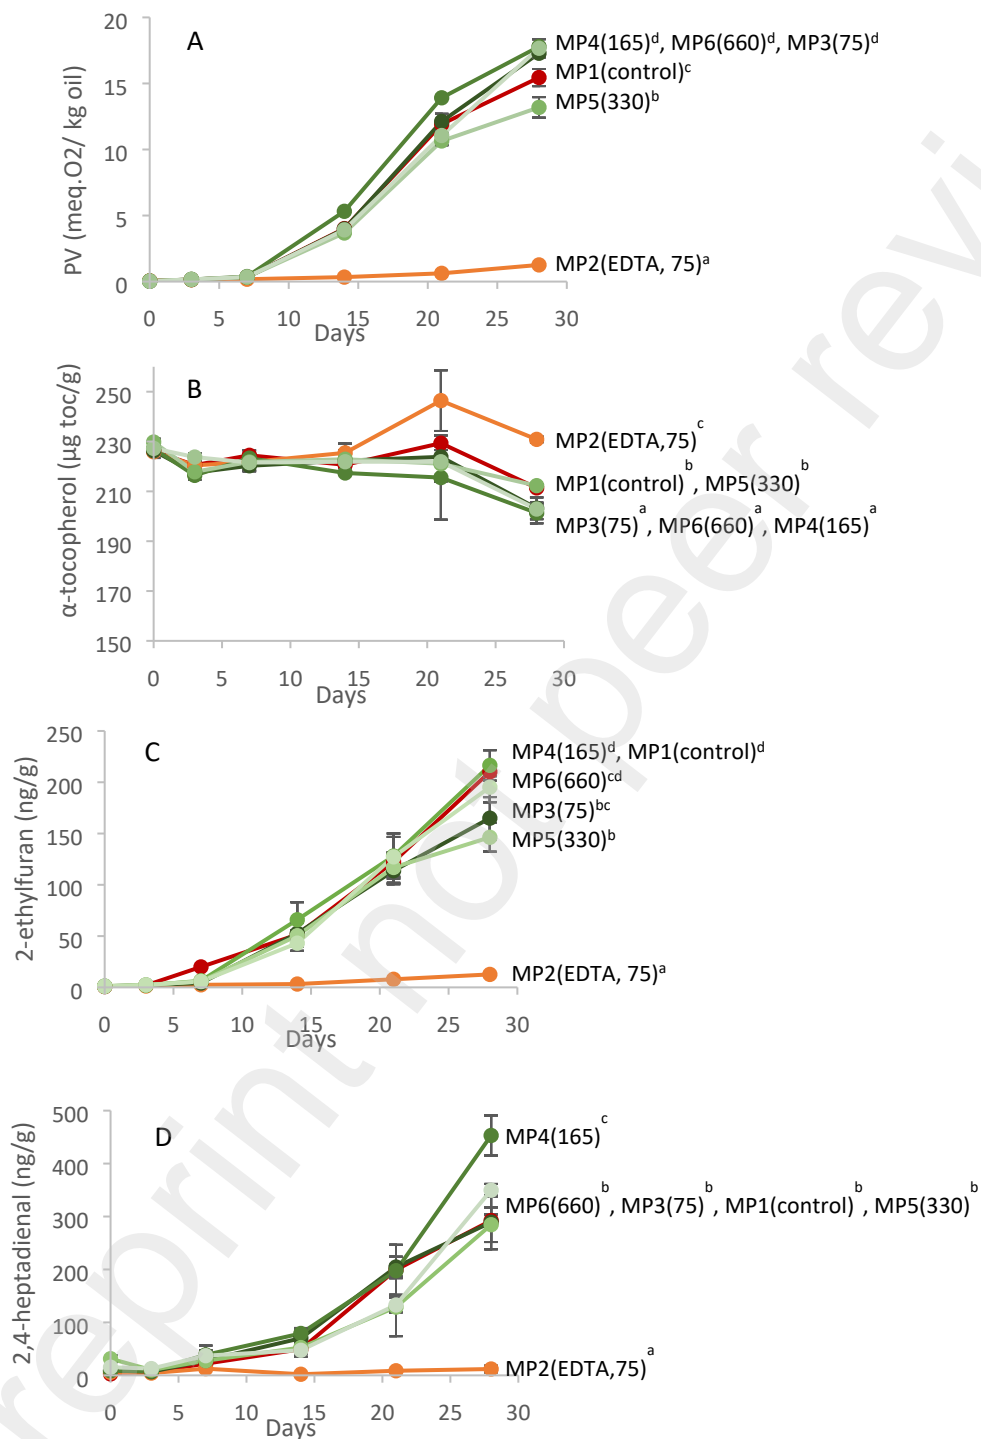 A
20
15
10
5
0
PV (meq.O2/ kg oil)
0 5 10 15 20 25 30
Days
MP4(165)ᵈ, MP6(660)ᵈ, MP3(75)ᵈ
MP1(control)ᶜ
MP5(330)ᵇ
MP2(EDTA, 75)ᵃ
B
250
230
210
190
170
150
α-tocopherol (µg toc/g)
0 5 10 15 20 25 30
Days
MP2(EDTA,75)ᶜ
MP1(control)ᵇ, MP5(330)ᵇ
MP3(75)ᵃ, MP6(660)ᵃ, MP4(165)ᵃ
C
250
200
150
100
50
0
2-ethylfuran (ng/g)
0 5 10 15 20 25 30
Days
MP4(165)ᵈ, MP1(control)ᵈ
MP6(660)ᶜᵈ
MP3(75)ᵇᶜ
MP5(330)ᵇ
MP2(EDTA, 75)ᵃ
D
500
400
300
200
100
0
2,4-heptadienal (ng/g)
0 5 10 15 20 25 30
Days
MP4(165)ᶜ
MP6(660)ᵇ, MP3(75)ᵇ, MP1(control)ᵇ, MP5(330)ᵇ
MP2(EDTA,75)ᵃ
reprint not peer revi